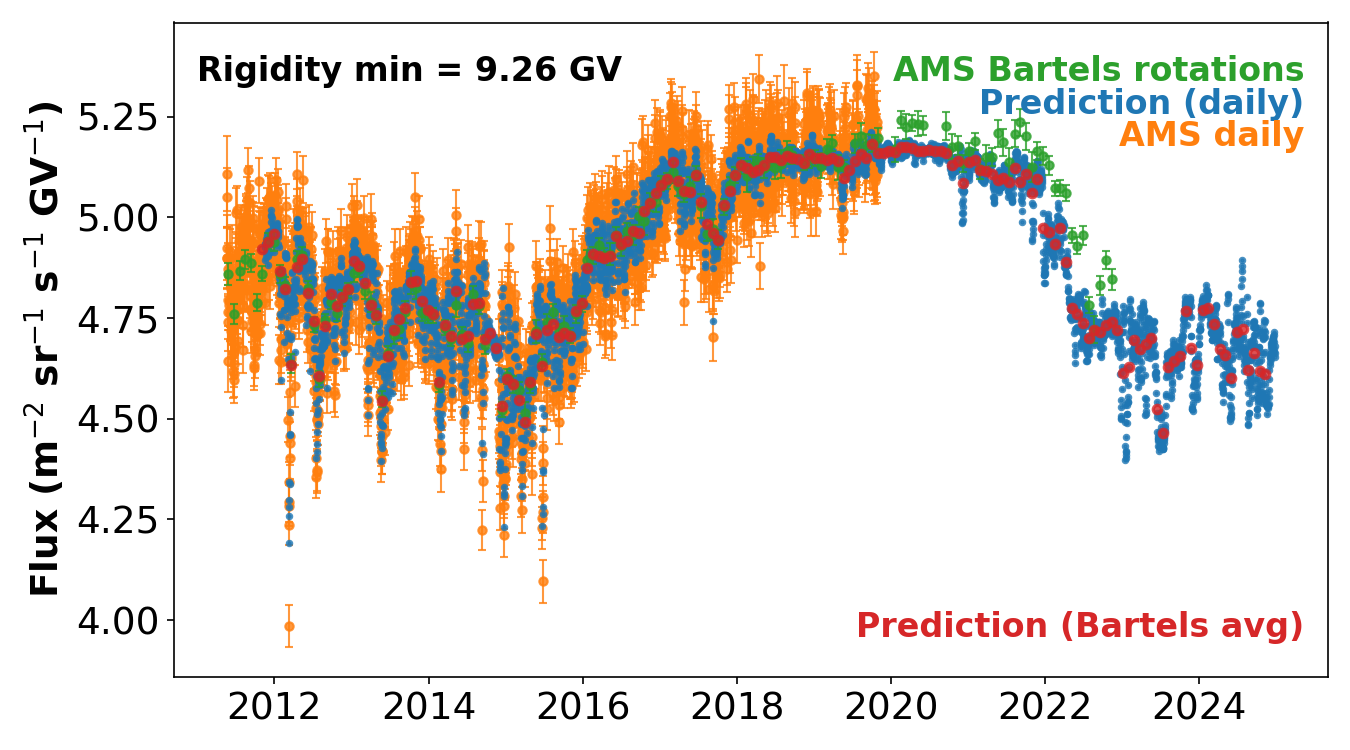 Rigidity min = 9.26 GV
AMS Bartels rotations
Prediction (daily)
AMS daily
Prediction (Bartels avg)
Flux (m⁻² sr⁻¹ s⁻¹ GV⁻¹)
5.25
5.00
4.75
4.50
4.25
4.00
2012 2014 2016 2018 2020 2022 2024